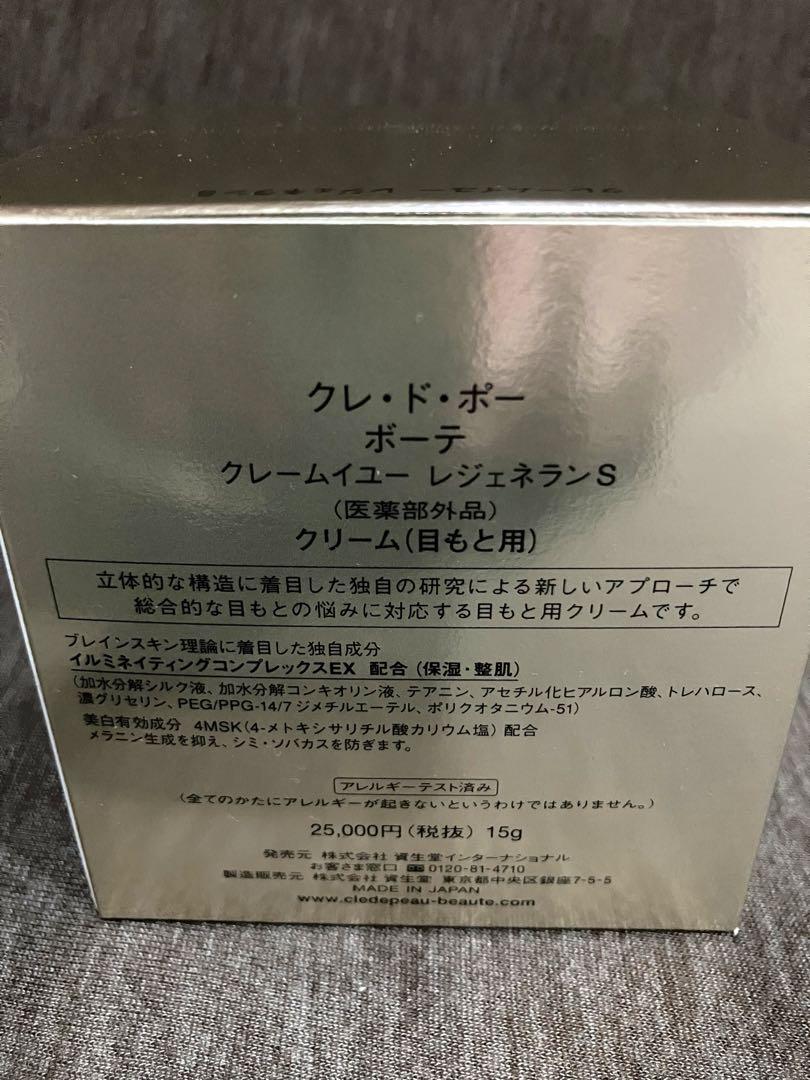 クレ・ド・ポー
ボーテ
クレームイユー レジェネランS
（医薬部外品）
クリーム（目もと用）
立体的な構造に着目した独自の研究による新しいアプローチで
総合的な目もとの悩みに対応する目もと用クリームです。
ブレインスキン理論に着目した独自成分
イルミネイティングコンプレックスEX 配合（保湿・整肌）
（加水分解シルク液、加水分解コンキオリン液、テアニン、アセチル化ヒアルロン酸、トレハロース、
濃グリセリン、PEG/PPG-14/7ジメチルエーテル、ポリクオタニウム-51）
美白有効成分 4MSK（4-メトキシサリチル酸カリウム塩）配合
メラニン生成を抑え、シミ・ソバカスを防ぎます。
アレルギーテスト済み
（全てのかたにアレルギーが起きないというわけではありません。）
25,000円（税抜）15g
発売元 株式会社 資生堂インターナショナル
お客さま窓口 0120-81-4710
製造販売元 株式会社 資生堂 東京都中央区銀座7-5-5
MADE IN JAPAN
www.cledepeau-beaute.com